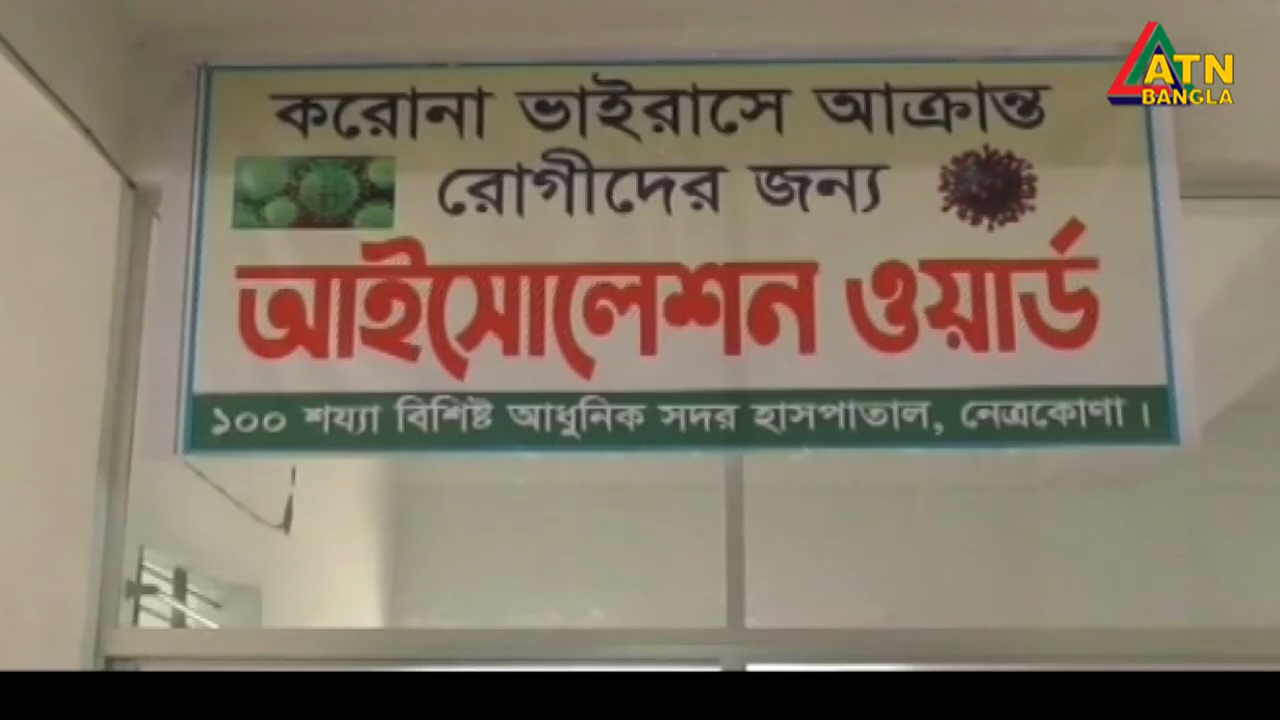 ATN
BANGLA
করোনা ভাইরাসে আক্রান্ত
রোগীদের জন্য
আইসোলেশন ওয়ার্ড
১০০ শয্যা বিশিষ্ট আধুনিক সদর হাসপাতাল, নেত্রকোণা।